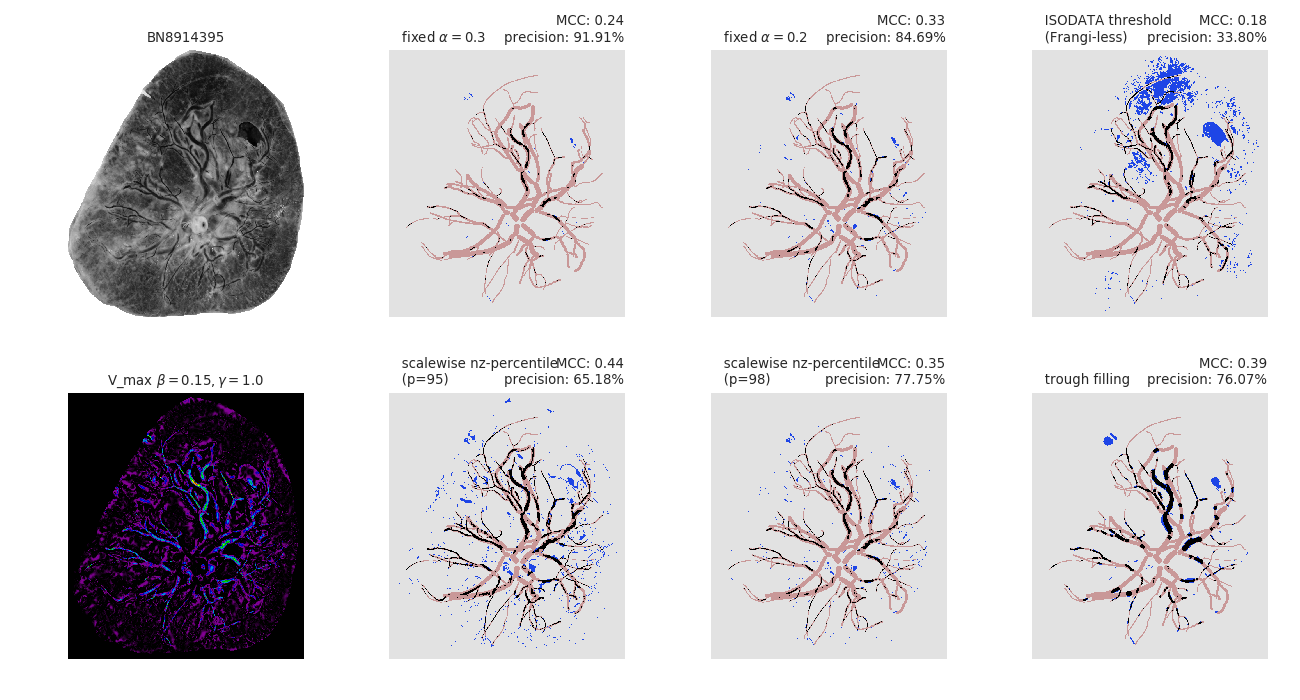 BN8914395
MCC: 0.24
fixed α = 0.3 precision: 91.91%
MCC: 0.33
fixed α = 0.2 precision: 84.69%
ISODATA threshold MCC: 0.18
(Frangi-less) precision: 33.80%
V_max β = 0.15, γ = 1.0
scalewise nz-percentile MCC: 0.44
(p=95) precision: 65.18%
scalewise nz-percentile MCC: 0.35
(p=98) precision: 77.75%
MCC: 0.39
trough filling precision: 76.07%